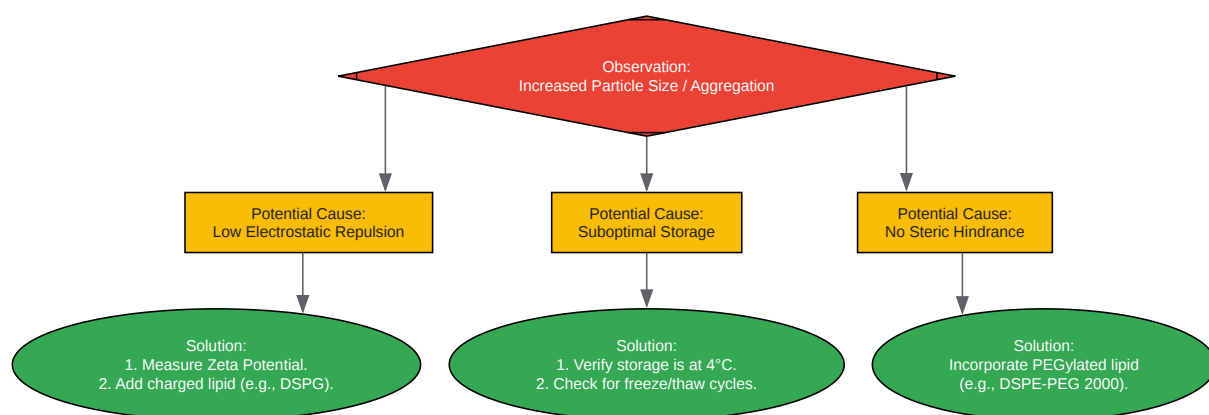 Observation:
Increased Particle Size / Aggregation
Potential Cause:
Low Electrostatic Repulsion
Potential Cause:
Suboptimal Storage
Potential Cause:
No Steric Hindrance
Solution:
1. Measure Zeta Potential.
2. Add charged lipid (e.g., DSPG).
Solution:
1. Verify storage is at 4°C.
2. Check for freeze/thaw cycles.
Solution:
Incorporate PEGylated lipid
(e.g., DSPE-PEG 2000).